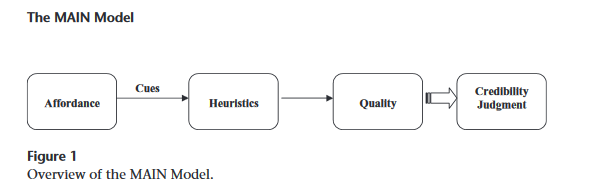 The MAIN Model
Cues
Affordance
Heuristics
Quality
Credibility
Judgment
Figure 1
Overview of the MAIN Model.